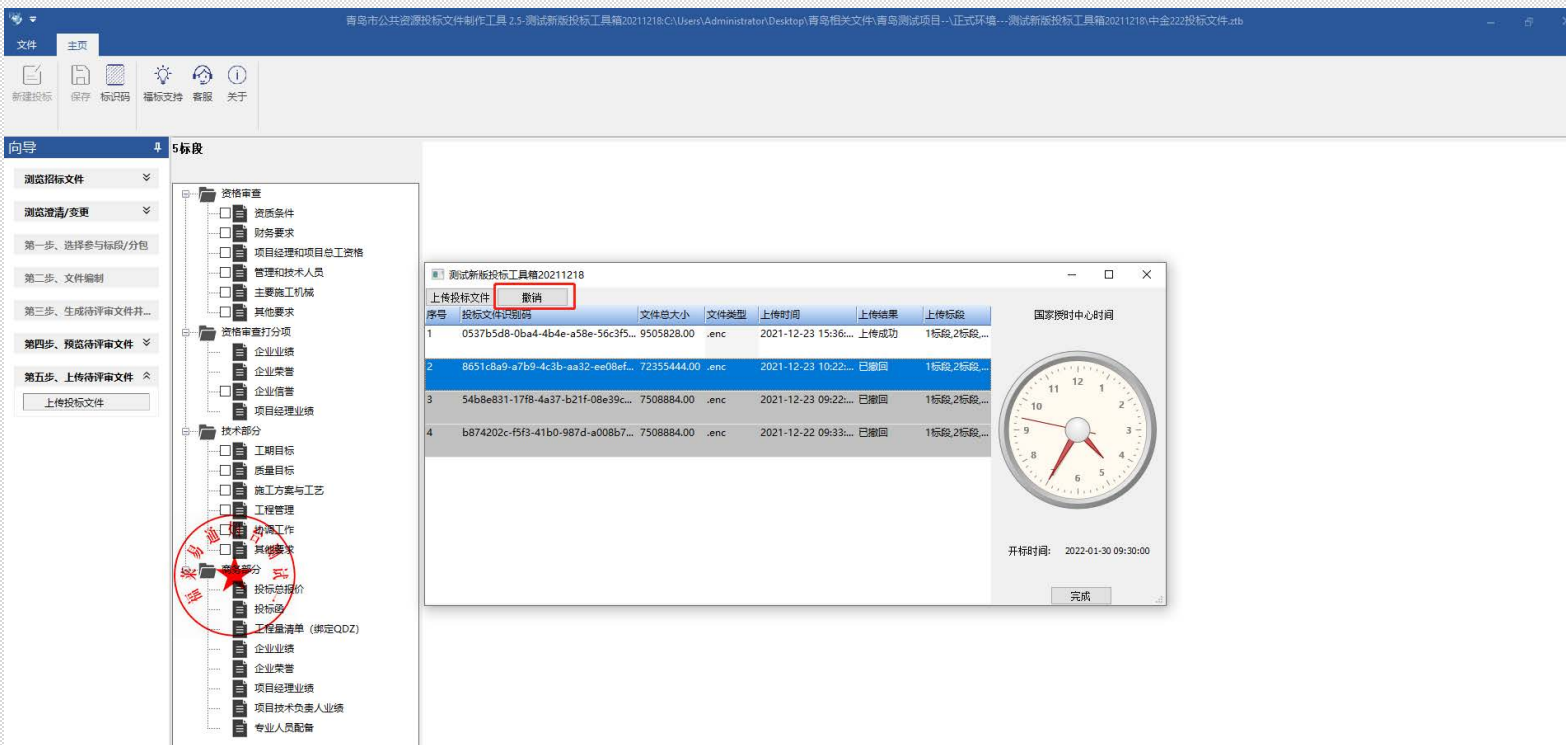 青岛市公共资源投标文件制作工具 2.5-测试新版投标工具箱20211218:C:\Users\Administrator\Desktop\青岛相关文件\青岛测试项目--\正式环境---测试新版投标工具箱20211218\中金222投标文件.ztb
文件 主页
新建投标 保存 标识码 福标支持 客服 关于
向导
5标段
浏览招标文件
浏览澄清/变更
第一步、选择参与标段/分包
第二步、文件编制
第三步、生成待评审文件并...
第四步、预览待评审文件
第五步、上传待评审文件
上传投标文件
资格审查
资质条件
财务要求
项目经理和项目总工资格
管理和技术人员
主要施工机械
其他要求
资格审查打分项
企业业绩
企业荣誉
企业信誉
项目经理业绩
技术部分
工期目标
质量目标
施工方案与工艺
工程管理
协调工作
其他要求
商务部分
投标总报价
投标函
工程量清单（绑定QDZ）
企业业绩
企业荣誉
项目经理业绩
项目技术负责人业绩
专业人员配备
测试新版投标工具箱20211218
上传投标文件 撤销
序号 投标文件识别码 文件总大小 文件类型 上传时间 上传结果 上传标段
1 0537b5d8-0ba4-4b4e-a58e-56c3f5... 9505828.00 .enc 2021-12-23 15:36:... 上传成功 1标段,2标段,...
2 8651c8a9-a7b9-4c3b-aa32-ee08ef... 72355444.00 .enc 2021-12-23 10:22:... 已撤回 1标段,2标段,...
3 54b8e831-17f8-4a37-b21f-08e39c... 7508884.00 .enc 2021-12-23 09:22:... 已撤回 1标段,2标段,...
4 b874202c-f5f3-41b0-987d-a008b7... 7508884.00 .enc 2021-12-22 09:33:... 已撤回 1标段,2标段,...
国家授时中心时间
12
11 1
10 2
9 3
8 4
7 5
6
开标时间: 2022-01-30 09:30:00
完成